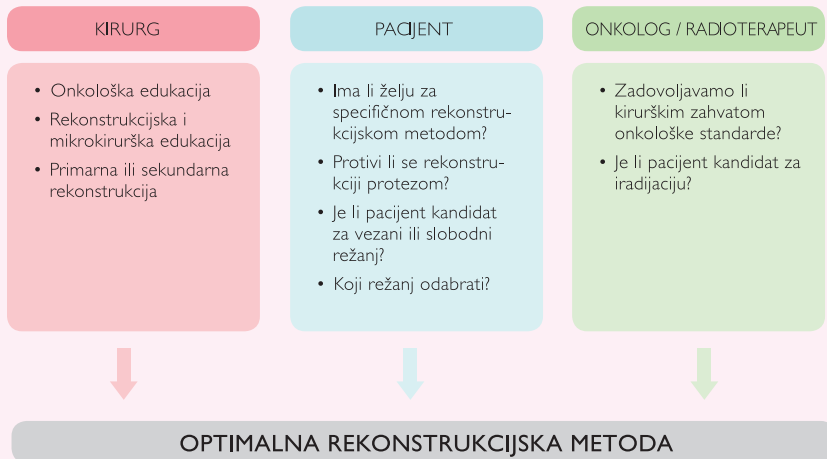 KIRURG
• Onkološka edukacija
• Rekonstrukcijska i
mikrokirurška edukacija
• Primarna ili sekundarna
rekonstrukcija
PACIJENT
• Ima li želju za
specifičnom rekonstru-
kcijskom metodom?
• Protivi li se rekonstru-
kciji protezom?
• Je li pacijent kandidat
za vezani ili slobodni
režanj?
• Koji režanj odabrati?
ONKOLOG / RADIOTERAPEUT
• Zadovoljavamo li
kirurškim zahvatom
onkološke standarde?
• Je li pacijent kandidat za
iradijaciju?
OPTIMALNA REKONSTRUKCIJSKA METODA